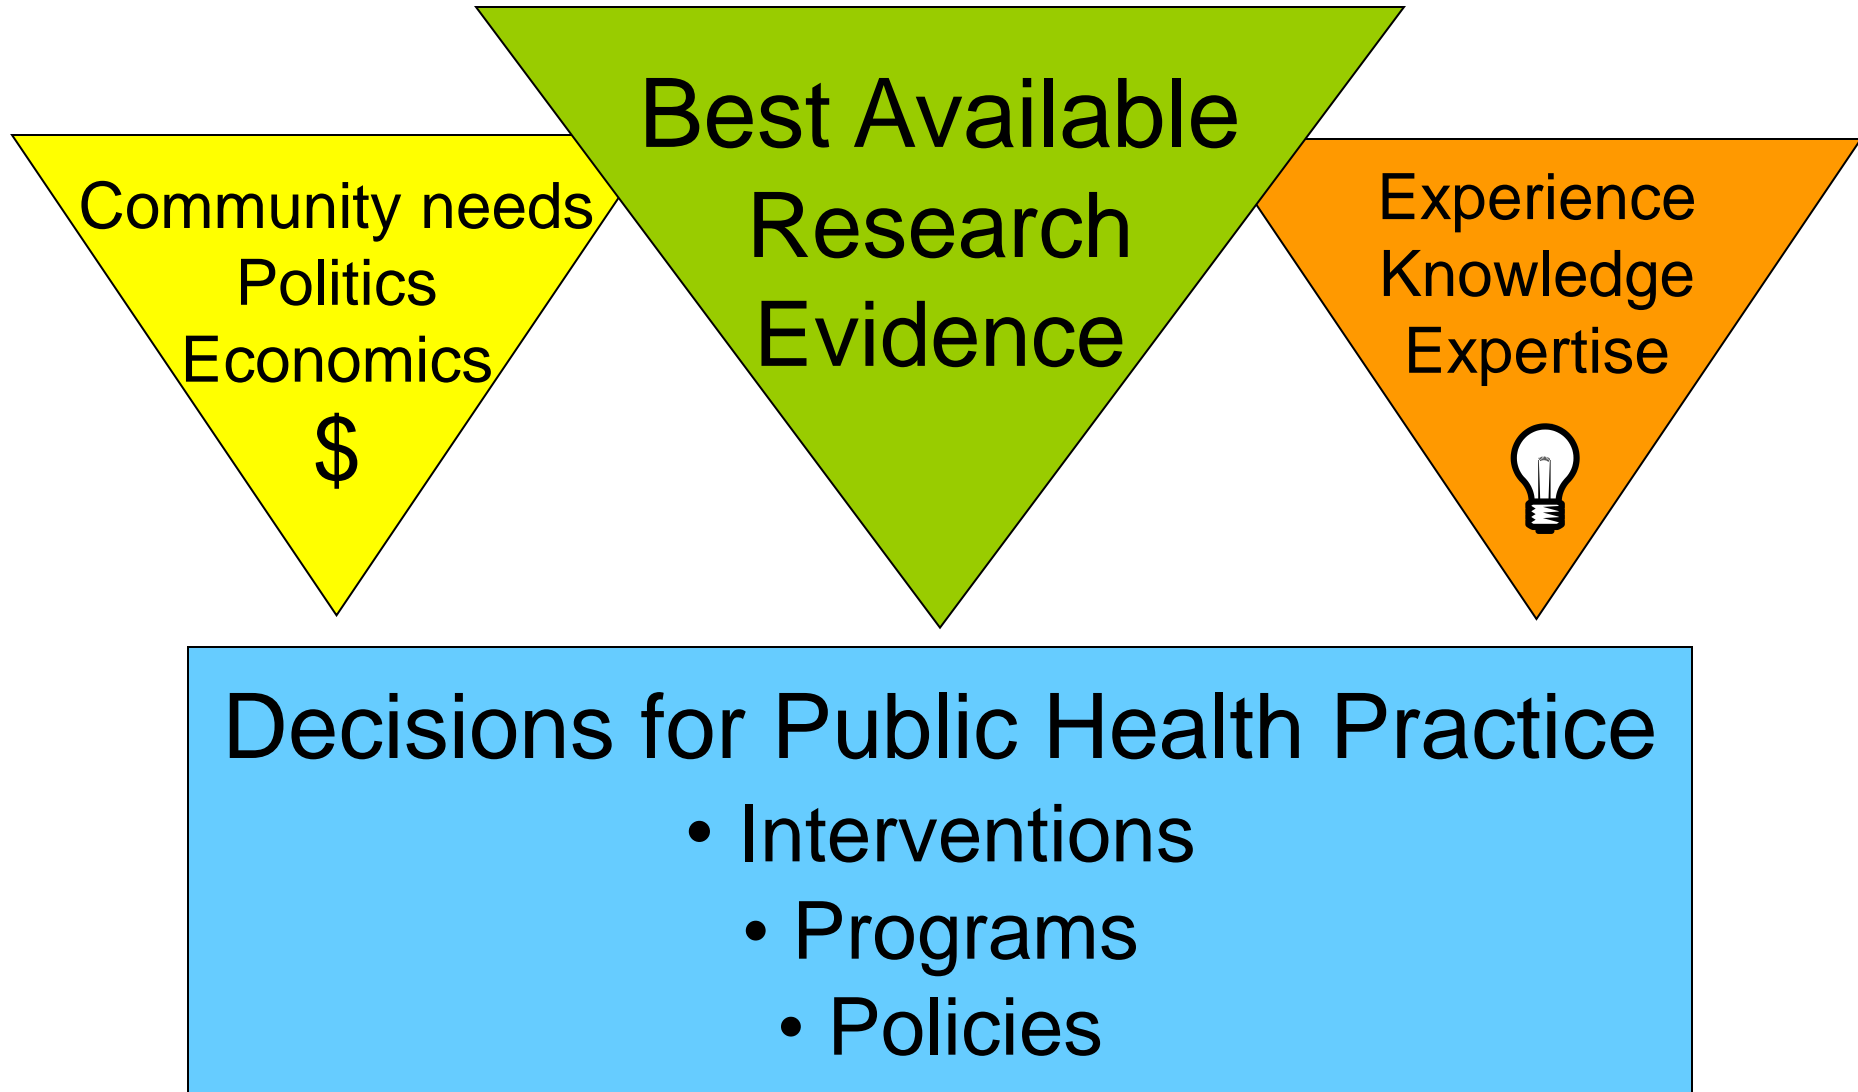 Community needs
Politics
Economics
$
Best Available
Research
Evidence
Experience
Knowledge
Expertise
Decisions for Public Health Practice
• Interventions
• Programs
• Policies